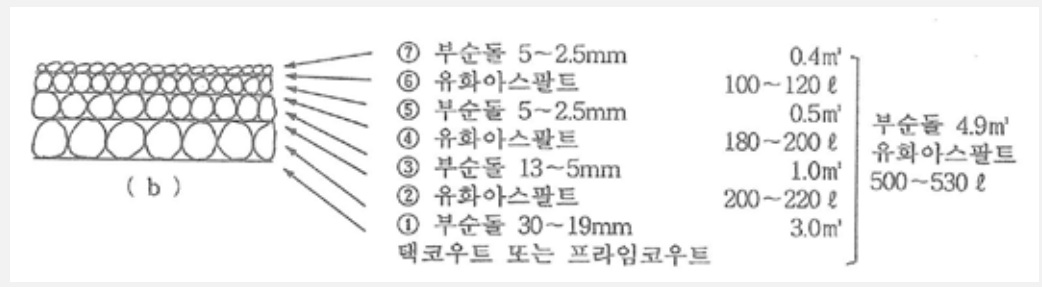 ⑦ 부순돌 5~2.5mm 0.4㎥
⑥ 유화아스팔트 100~120ℓ
⑤ 부순돌 5~2.5mm 0.5㎥
④ 유화아스팔트 180~200ℓ
③ 부순돌 13~5mm 1.0㎥
② 유화아스팔트 200~220ℓ
① 부순돌 30~19mm 3.0㎥
택코우트 또는 프라임코우트
부순돌 4.9㎥
유화아스팔트
500~530ℓ
( b )